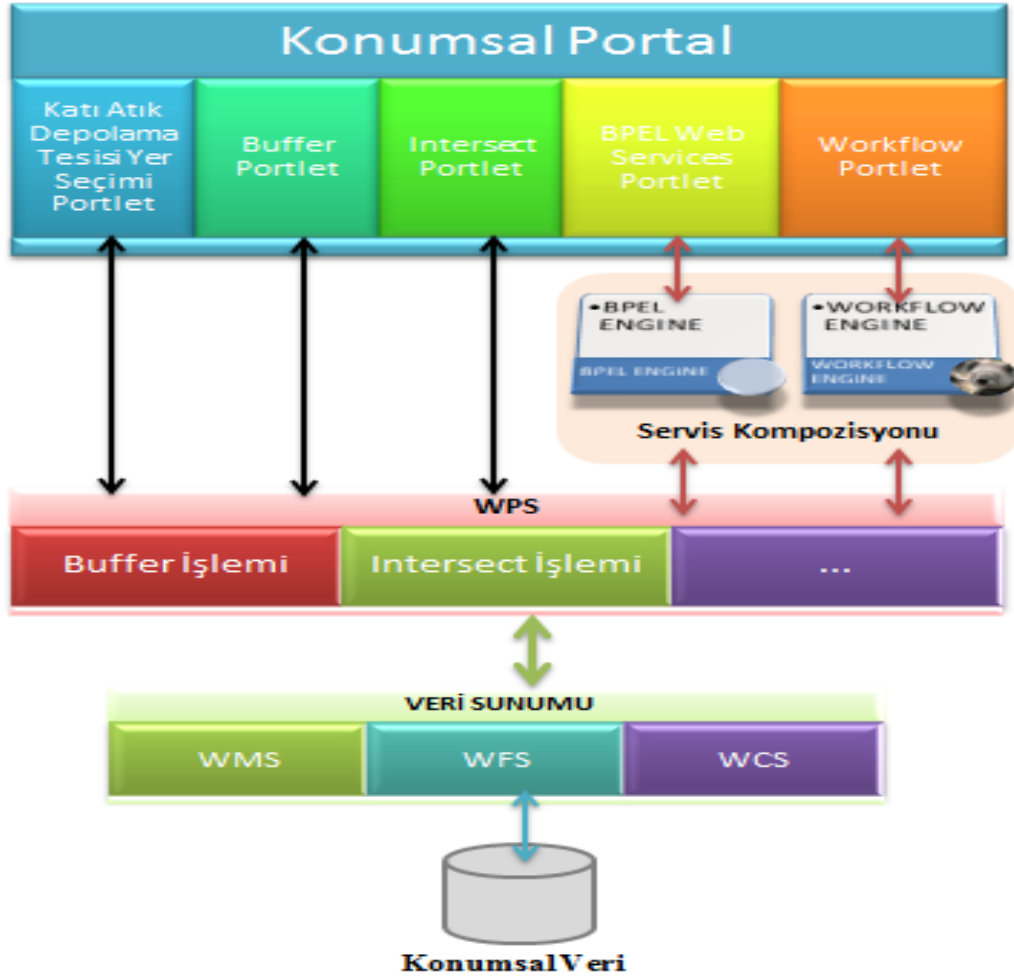 Konumsal Portal
Katı Atık
Depolama
Tesisi Yer
Seçimi
Portlet
Buffer
Portlet
Intersect
Portlet
BPEL Web
Services
Portlet
Workflow
Portlet
•BPEL
ENGINE
BPEL ENGINE
•WORKFLOW
ENGINE
WORKFLOW
ENGINE
Servis Kompozisyonu
WPS
Buffer İşlemi
Intersect İşlemi
...
VERİ SUNUMU
WMS
WFS
WCS
Konumsal Veri